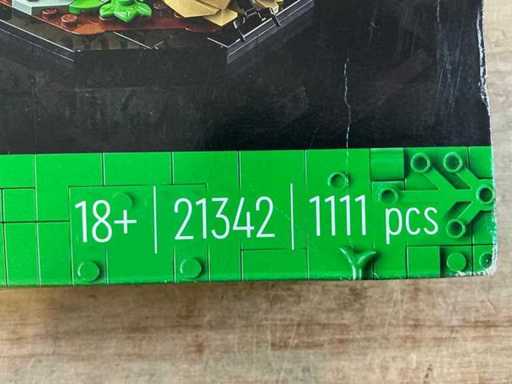 18+ | 21342 | 1111 pcs